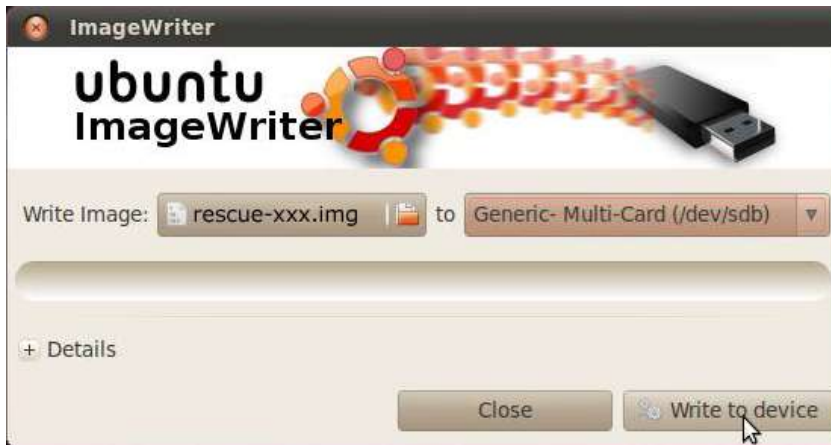 ImageWriter
ubuntu
ImageWriter
Write Image: rescue-xxx.img to Generic- Multi-Card (/dev/sdb)
+ Details
Close Write to device